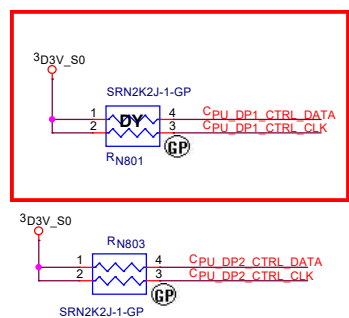 3D3V_S0
SRN2K2J-1-GP
1 DY 4 CPU_DP1_CTRL_DATA
2 3 CPU_DP1_CTRL_CLK
RN801 GP
3D3V_S0
RN803
1 4 CPU_DP2_CTRL_DATA
2 3 CPU_DP2_CTRL_CLK
GP
SRN2K2J-1-GP